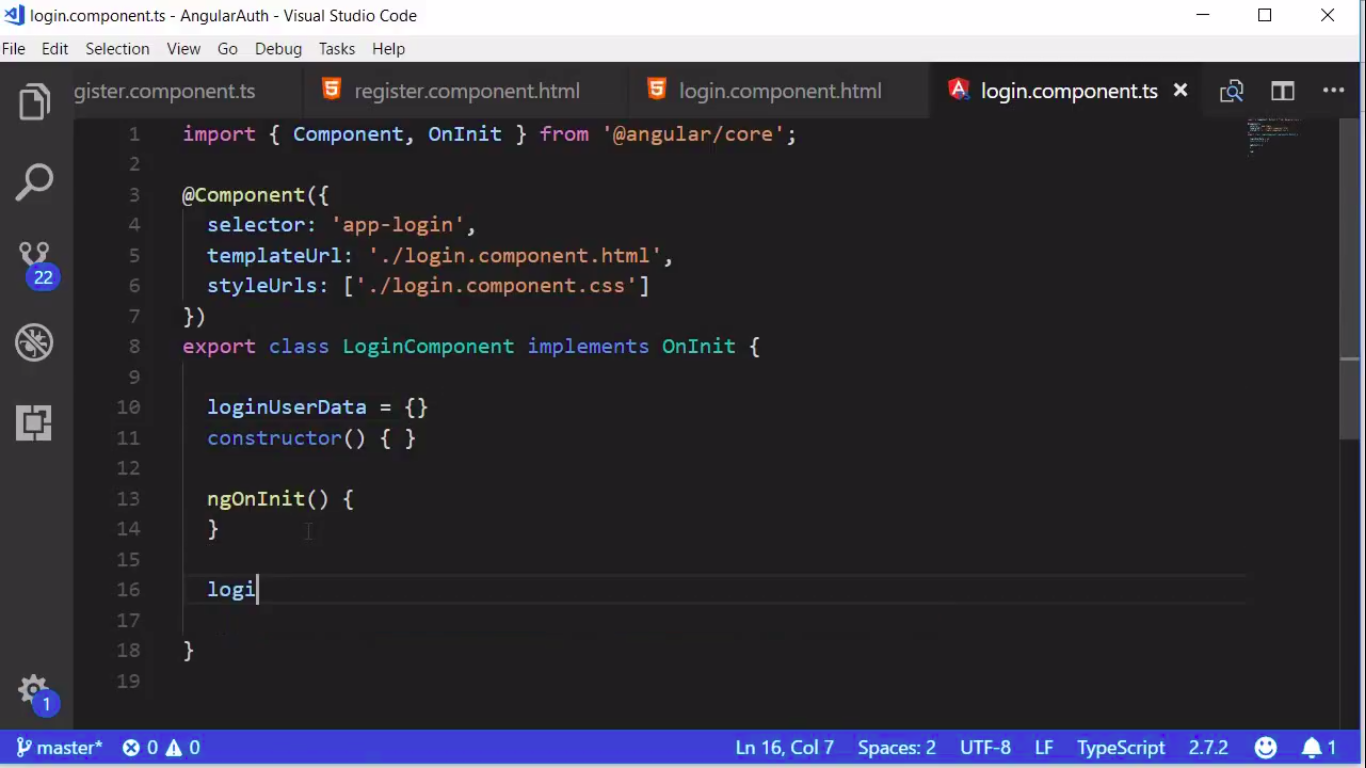 login.component.ts - AngularAuth - Visual Studio Code
File Edit Selection View Go Debug Tasks Help
gister.component.ts register.component.html login.component.html login.component.ts
1 import { Component, OnInit } from '@angular/core';
2
3 @Component({
4 selector: 'app-login',
5 templateUrl: './login.component.html',
6 styleUrls: ['./login.component.css']
7 })
8 export class LoginComponent implements OnInit {
9
10 loginUserData = {}
11 constructor() { }
12
13 ngOnInit() {
14 }
15
16 logi
17
18 }
19
22
1
master* 0 0 Ln 16, Col 7 Spaces: 2 UTF-8 LF TypeScript 2.7.2 1